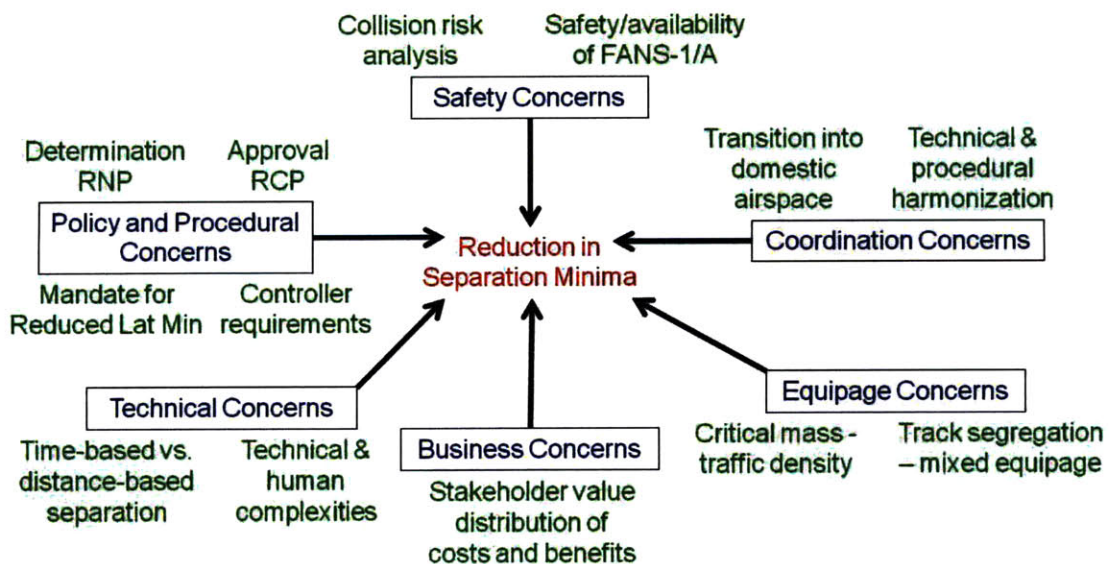 Collision risk
analysis
Safety/availability
of FANS-1/A
Safety Concerns
Determination
RNP
Approval
RCP
Policy and Procedural
Concerns
Mandate for
Reduced Lat Min
Controller
requirements
Transition into
domestic
airspace
Technical &
procedural
harmonization
Coordination Concerns
Reduction in
Separation Minima
Technical Concerns
Time-based vs.
distance-based
separation
Technical &
human
complexities
Business Concerns
Stakeholder value
distribution of
costs and benefits
Equipage Concerns
Critical mass -
traffic density
Track segregation
– mixed equipage